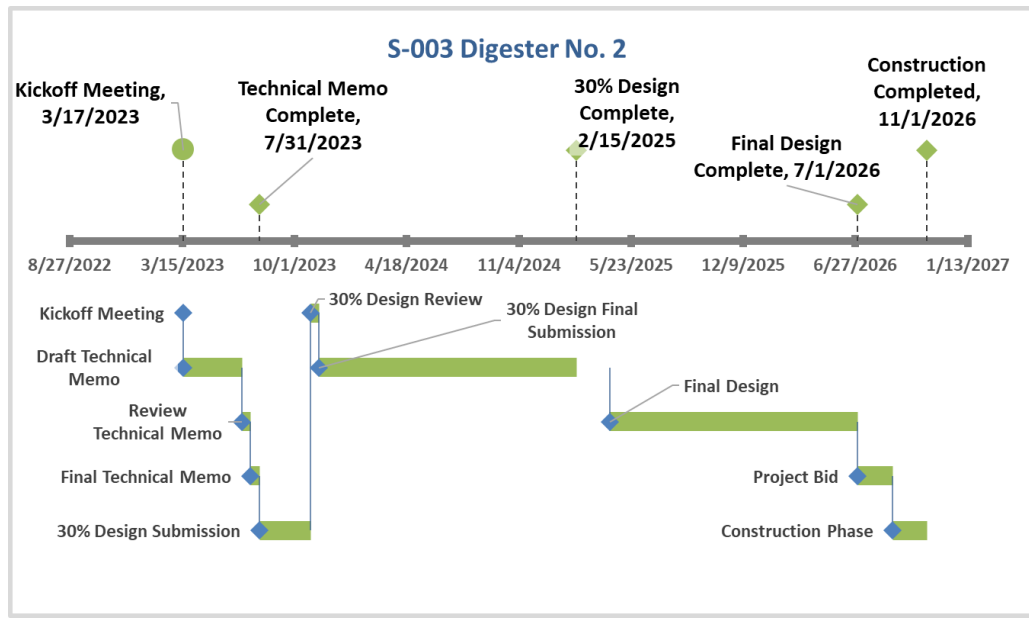 S-003 Digester No. 2
Kickoff Meeting,
3/17/2023
Technical Memo
Complete,
7/31/2023
30% Design
Complete,
2/15/2025
Final Design
Complete, 7/1/2026
Construction
Completed,
11/1/2026
8/27/2022
3/15/2023
10/1/2023
4/18/2024
11/4/2024
5/23/2025
12/9/2025
6/27/2026
1/13/2027
Kickoff Meeting
30% Design Review
30% Design Final
Submission
Draft Technical
Memo
Final Design
Review
Technical Memo
Final Technical Memo
Project Bid
30% Design Submission
Construction Phase